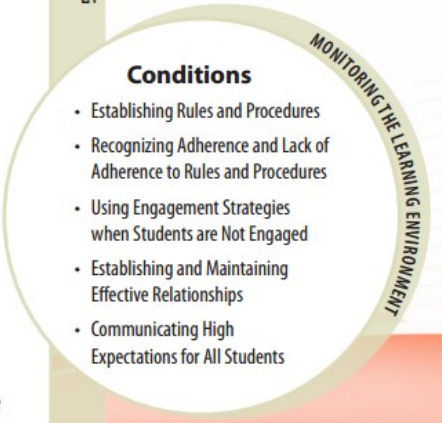 Conditions
• Establishing Rules and Procedures
• Recognizing Adherence and Lack of
Adherence to Rules and Procedures
• Using Engagement Strategies
when Students are Not Engaged
• Establishing and Maintaining
Effective Relationships
• Communicating High
Expectations for All Students
MONITORING THE LEARNING ENVIRONMENT